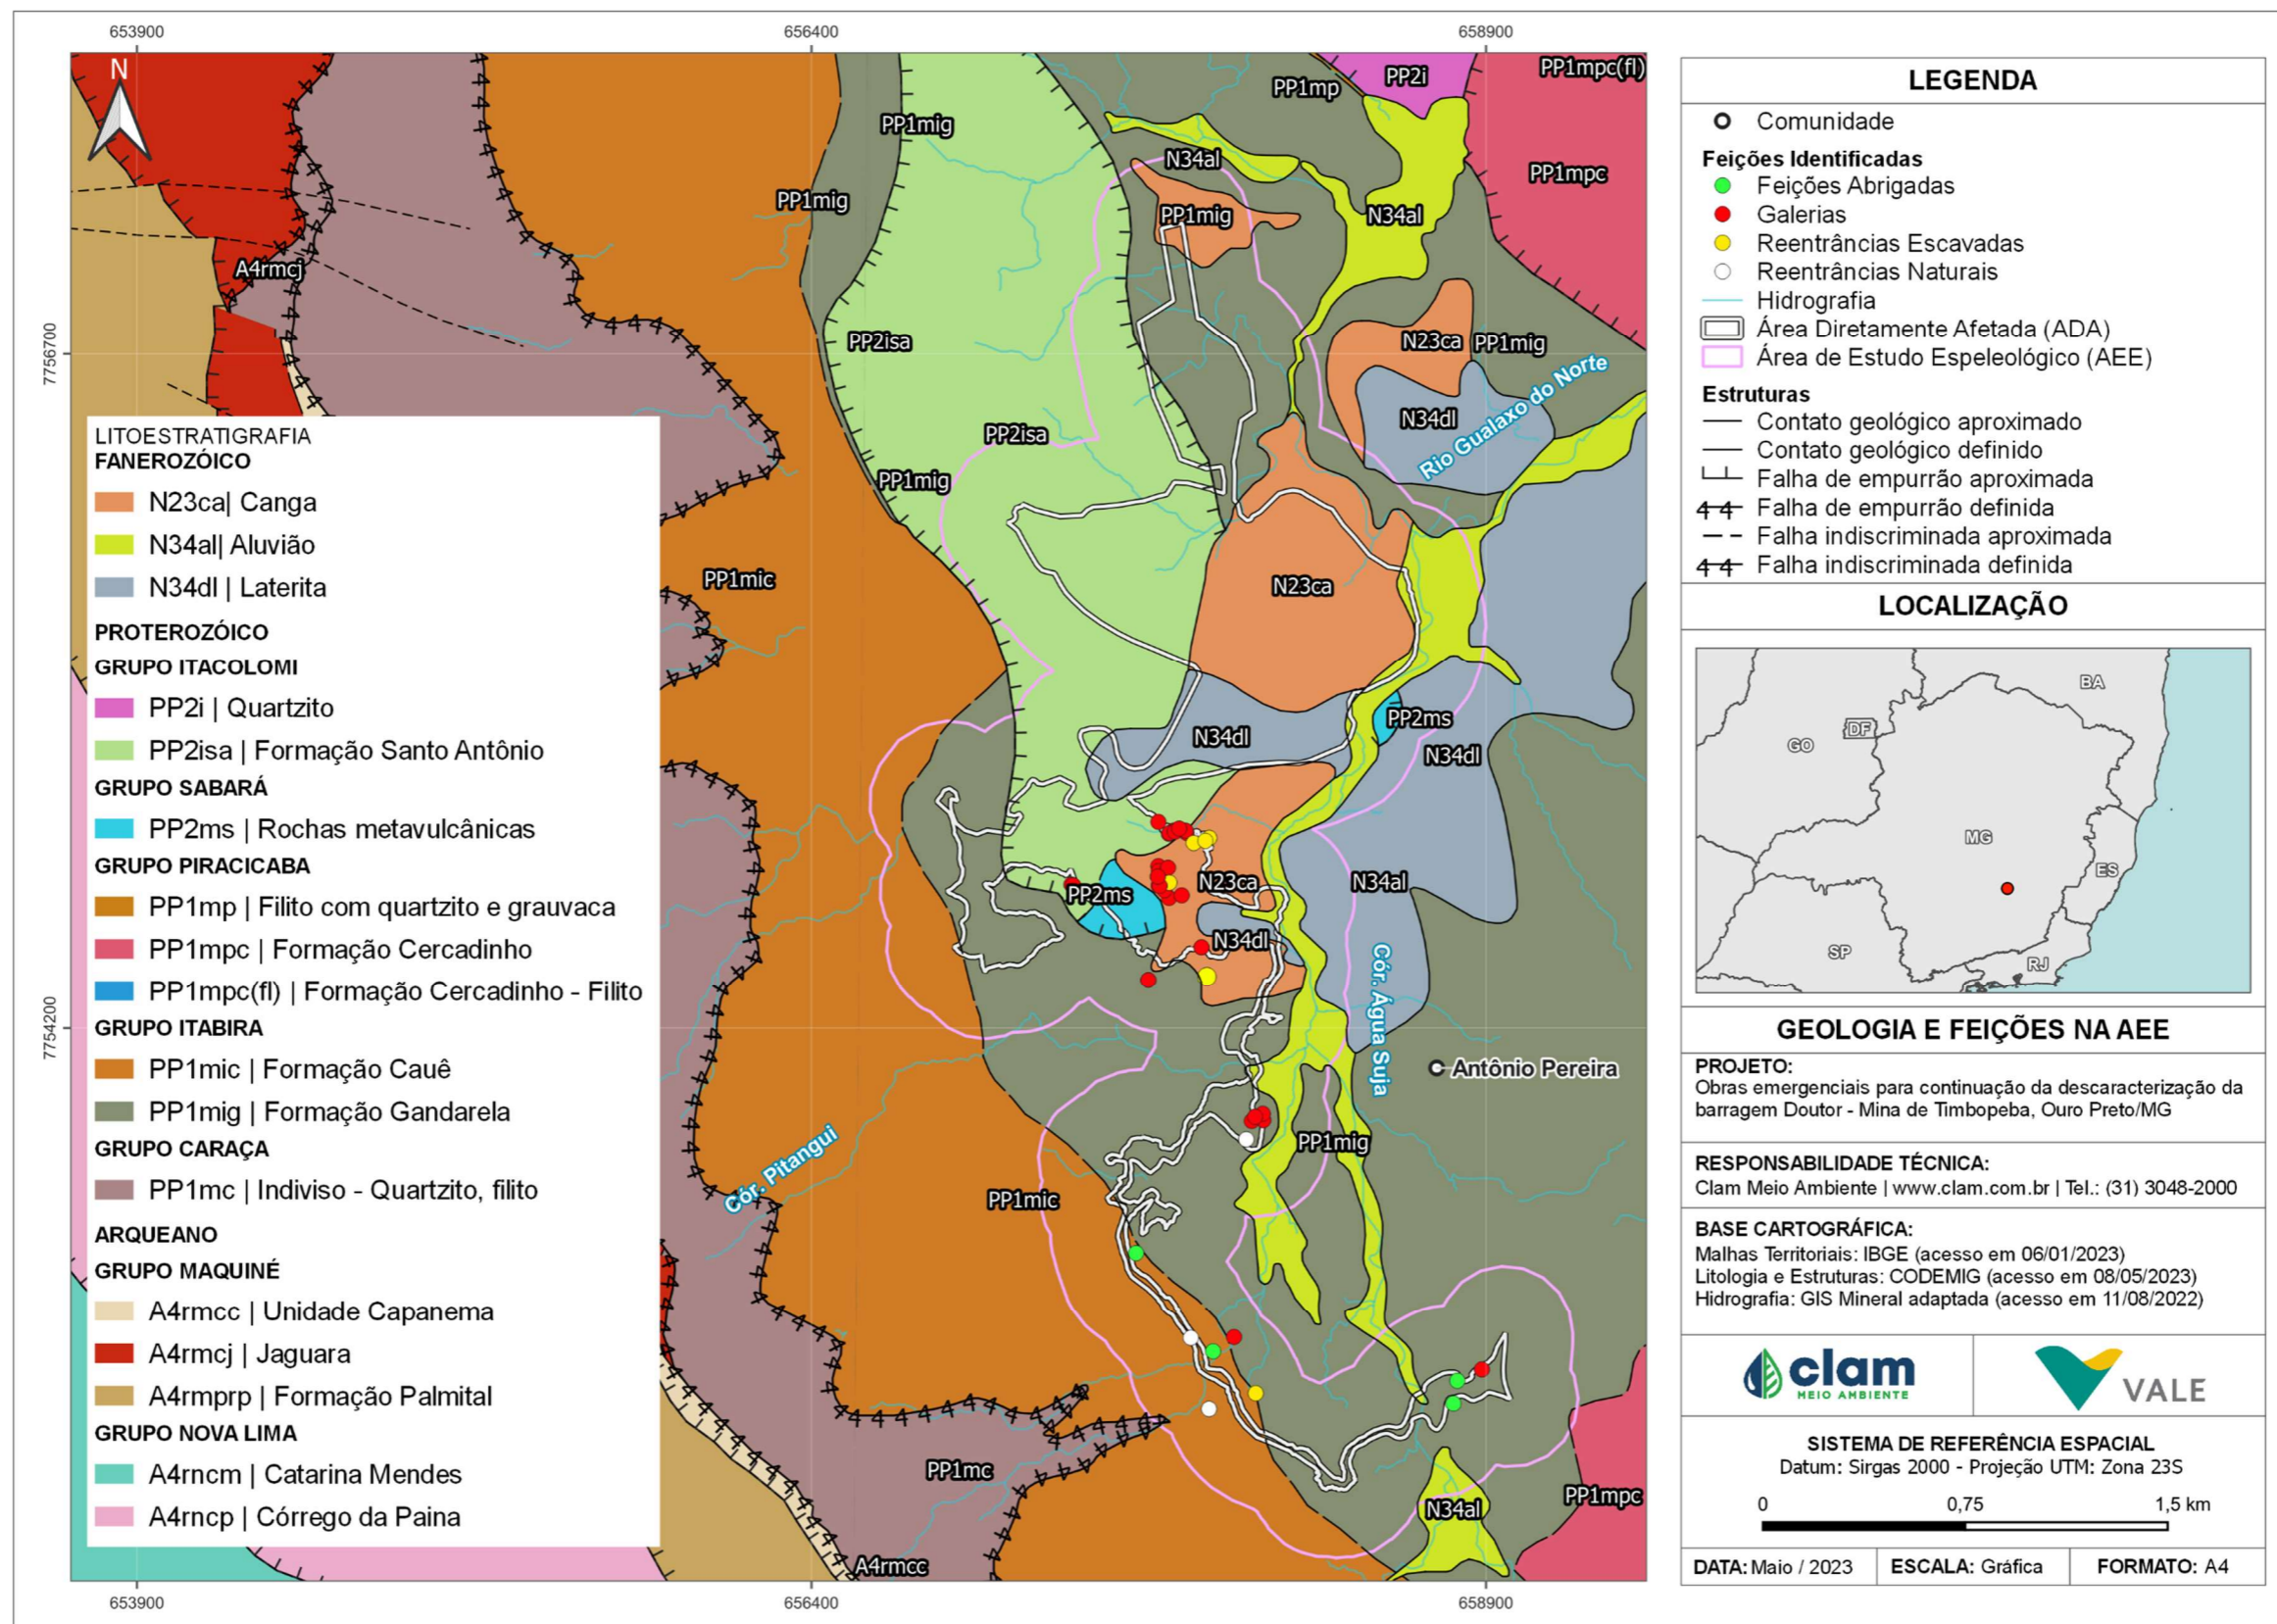 653900
656400
658900
N
PP1mpc(fl)
PP2i
PP1mp
PP1mig
N34al
PP1mpc
PP1mig
PP1mig
N34al
A4rmcj
7756700
PP2isa
N23ca
PP1mig
Rio Gualaxo do Norte
N34dl
PP2isa
PP1mig
PP1mic
N23ca
PP2ms
N34dl
N34dl
PP2ms
N23ca
N34al
N34dl
Cór. Água Suja
7754200
Antônio Pereira
PP1mig
Cór. Pitangui
PP1mic
PP1mc
PP1mpc
N34al
A4rmcc
653900
656400
658900
LITOESTRATIGRAFIA
FANEROZÓICO
N23ca| Canga
N34al| Aluvião
N34dl | Laterita
PROTEROZÓICO
GRUPO ITACOLOMI
PP2i | Quartzito
PP2isa | Formação Santo Antônio
GRUPO SABARÁ
PP2ms | Rochas metavulcânicas
GRUPO PIRACICABA
PP1mp | Filito com quartzito e grauvaca
PP1mpc | Formação Cercadinho
PP1mpc(fl) | Formação Cercadinho - Filito
GRUPO ITABIRA
PP1mic | Formação Cauê
PP1mig | Formação Gandarela
GRUPO CARAÇA
PP1mc | Indiviso - Quartzito, filito
ARQUEANO
GRUPO MAQUINÉ
A4rmcc | Unidade Capanema
A4rmcj | Jaguara
A4rmprp | Formação Palmital
GRUPO NOVA LIMA
A4rncm | Catarina Mendes
A4rncp | Córrego da Paina
LEGENDA
Comunidade
Feições Identificadas
Feições Abrigadas
Galerias
Reentrâncias Escavadas
Reentrâncias Naturais
Hidrografia
Área Diretamente Afetada (ADA)
Área de Estudo Espeleológico (AEE)
Estruturas
Contato geológico aproximado
Contato geológico definido
Falha de empurrão aproximada
Falha de empurrão definida
Falha indiscriminada aproximada
Falha indiscriminada definida
LOCALIZAÇÃO
BA
DF
GO
MG
ES
SP
RJ
GEOLOGIA E FEIÇÕES NA AEE
PROJETO:
Obras emergenciais para continuação da descaracterização da
barragem Doutor - Mina de Timbopeba, Ouro Preto/MG
RESPONSABILIDADE TÉCNICA:
Clam Meio Ambiente | www.clam.com.br | Tel.: (31) 3048-2000
BASE CARTOGRÁFICA:
Malhas Territoriais: IBGE (acesso em 06/01/2023)
Litologia e Estruturas: CODEMIG (acesso em 08/05/2023)
Hidrografia: GIS Mineral adaptada (acesso em 11/08/2022)
clam
MEIO AMBIENTE
VALE
SISTEMA DE REFERÊNCIA ESPACIAL
Datum: Sirgas 2000 - Projeção UTM: Zona 23S
0 0,75 1,5 km
DATA: Maio / 2023 ESCALA: Gráfica FORMATO: A4